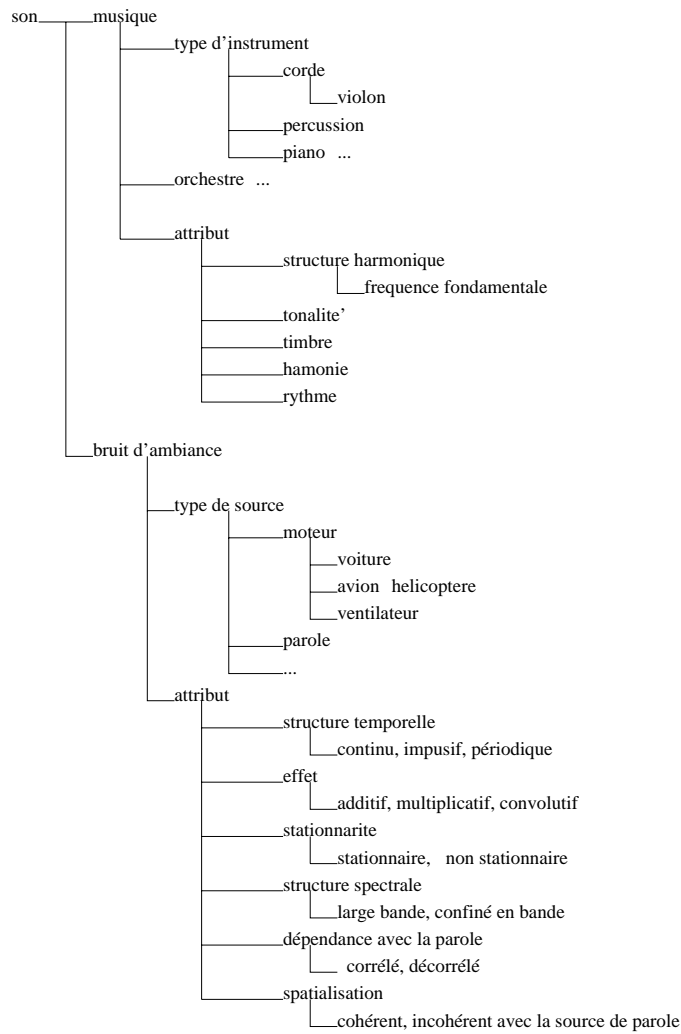 son musique
type d’instrument
corde
violon
percussion
piano ...
orchestre ...
attribut
structure harmonique
frequence fondamentale
tonalite’
timbre
hamonie
rythme
bruit d’ambiance
type de source
moteur
voiture
avion helicoptere
ventilateur
parole
...
attribut
structure temporelle
continu, impusif, périodique
effet
additif, multiplicatif, convolutif
stationnarite
stationnaire, non stationnaire
structure spectrale
large bande, confiné en bande
dépendance avec la parole
corrélé, décorrélé
spatialisation
cohérent, incohérent avec la source de parole